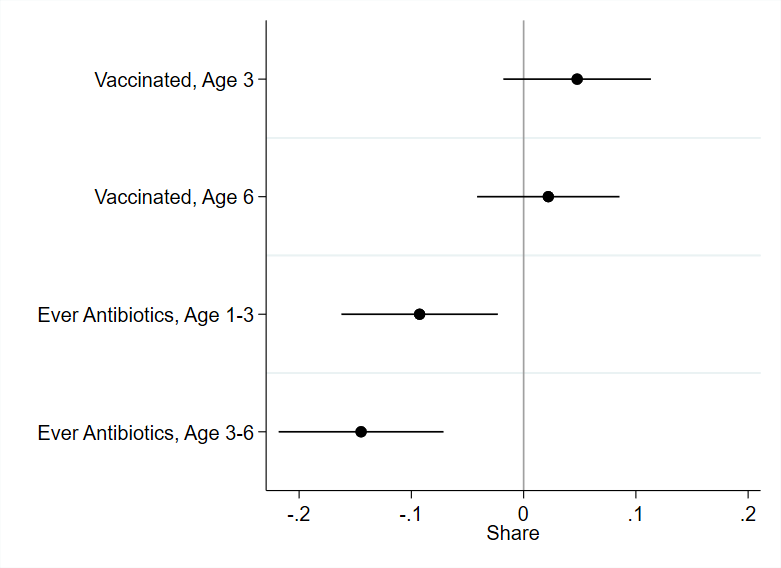 Vaccinated, Age 3
Vaccinated, Age 6
Ever Antibiotics, Age 1-3
Ever Antibiotics, Age 3-6
-.2 -.1 0 .1 .2
Share